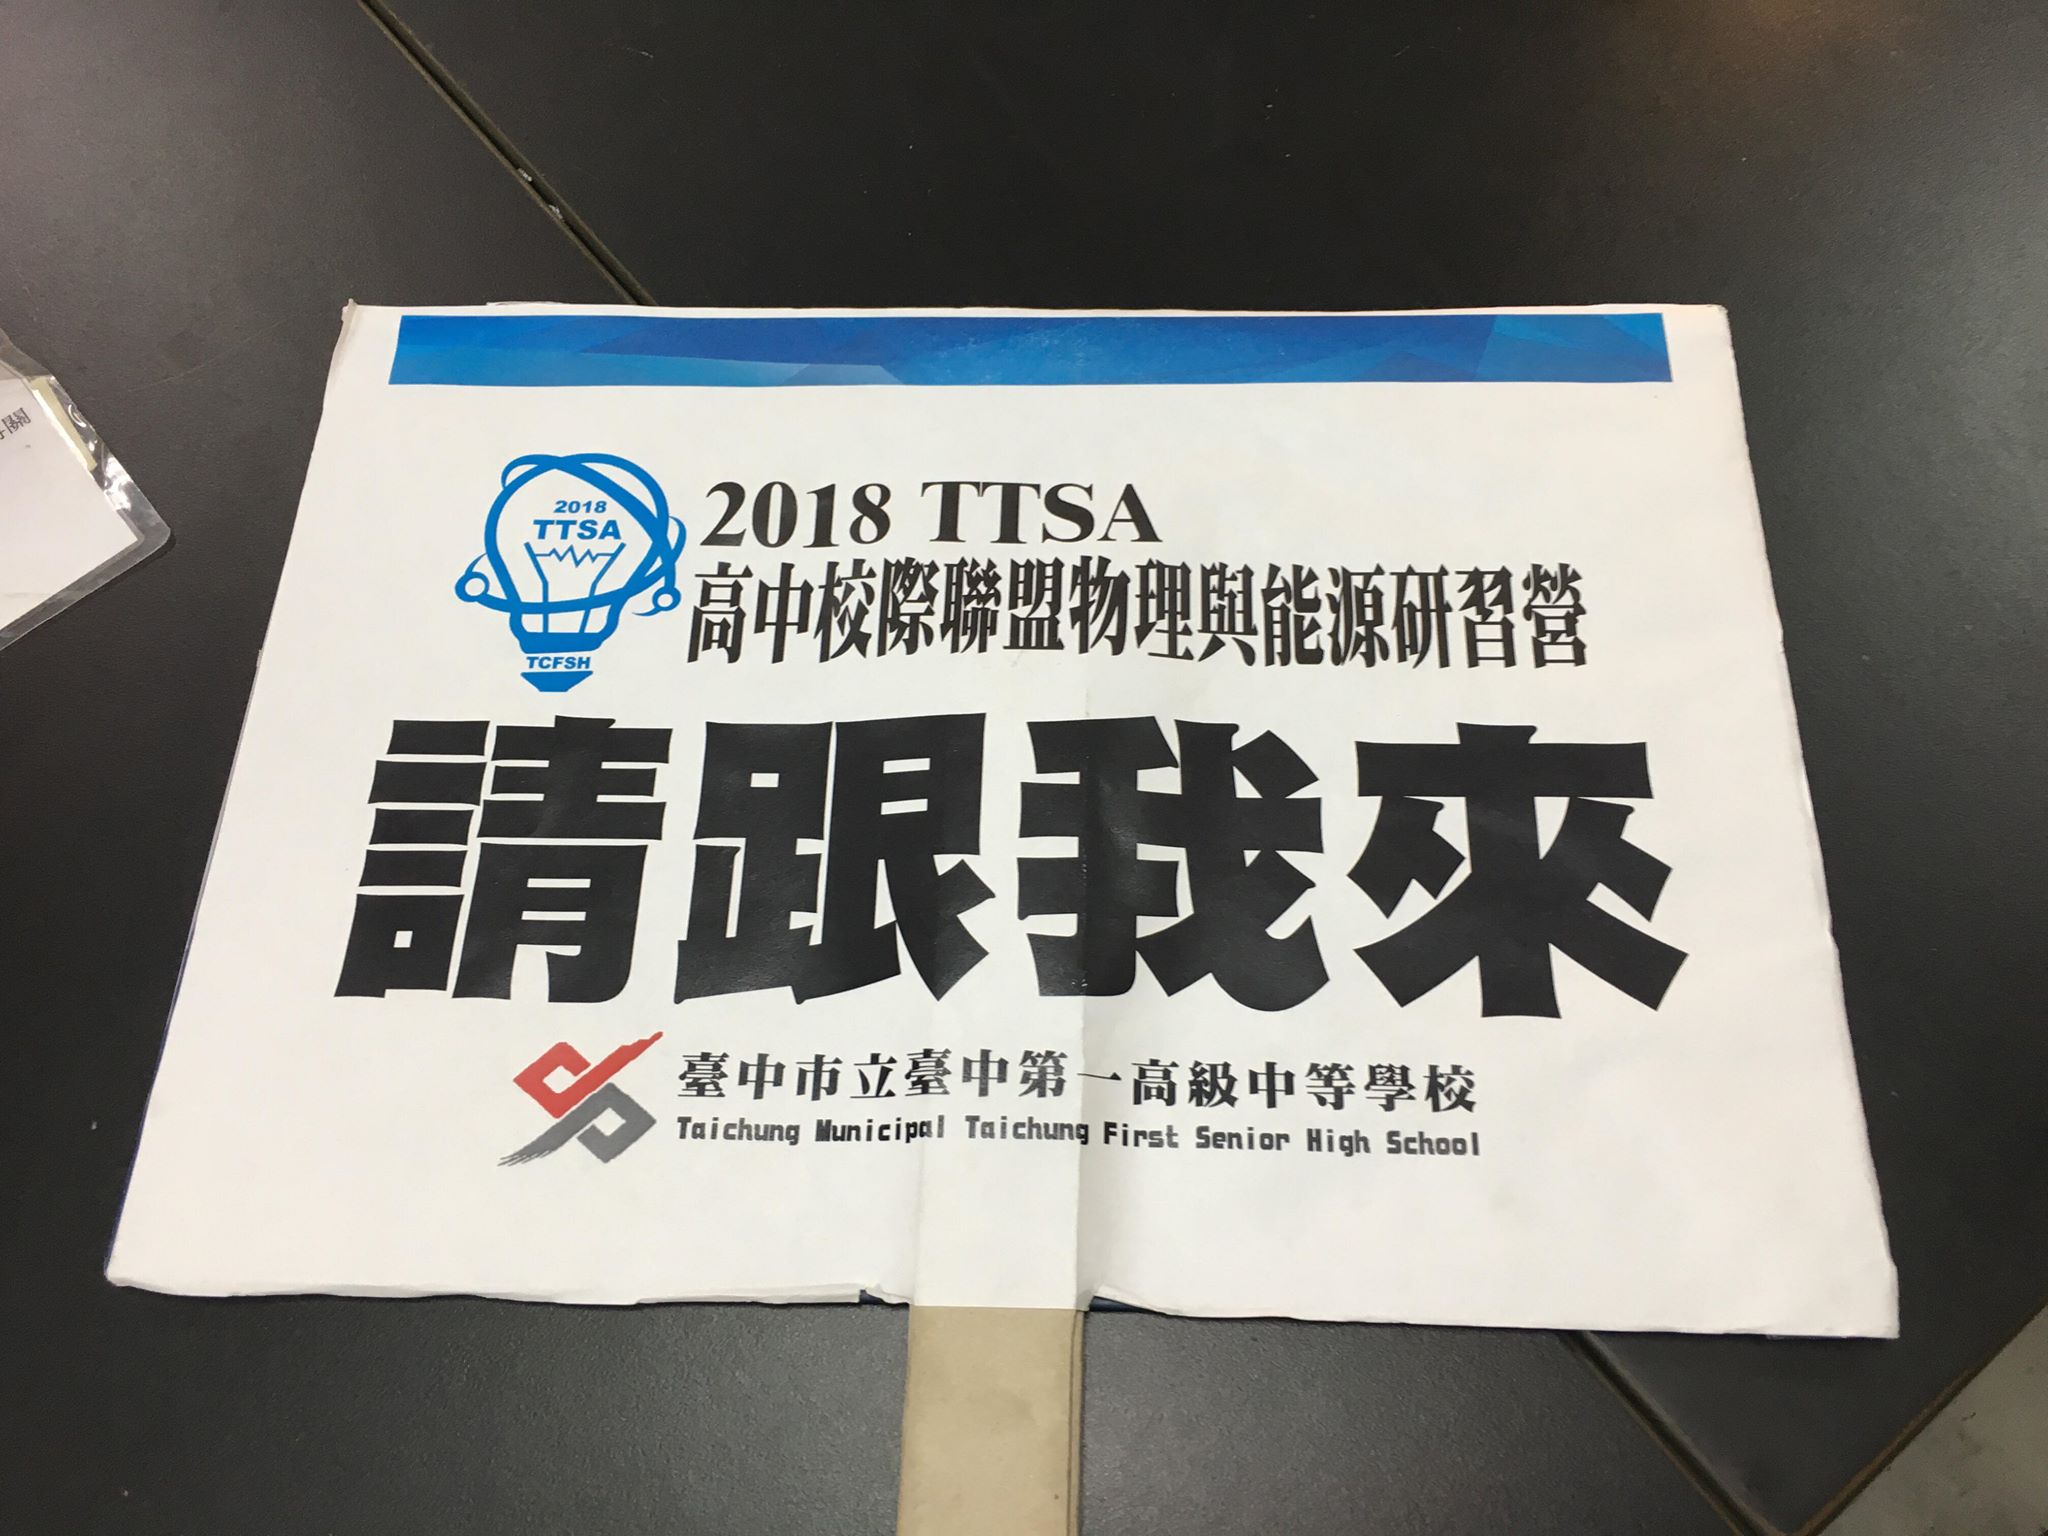 2018 TTSA
高中校際聯盟物理與能源研習營
2018
TTSA
TCFSH
請跟我來
臺中市立臺中第一高級中等學校
Taichung Municipal Taichung First Senior High School
關